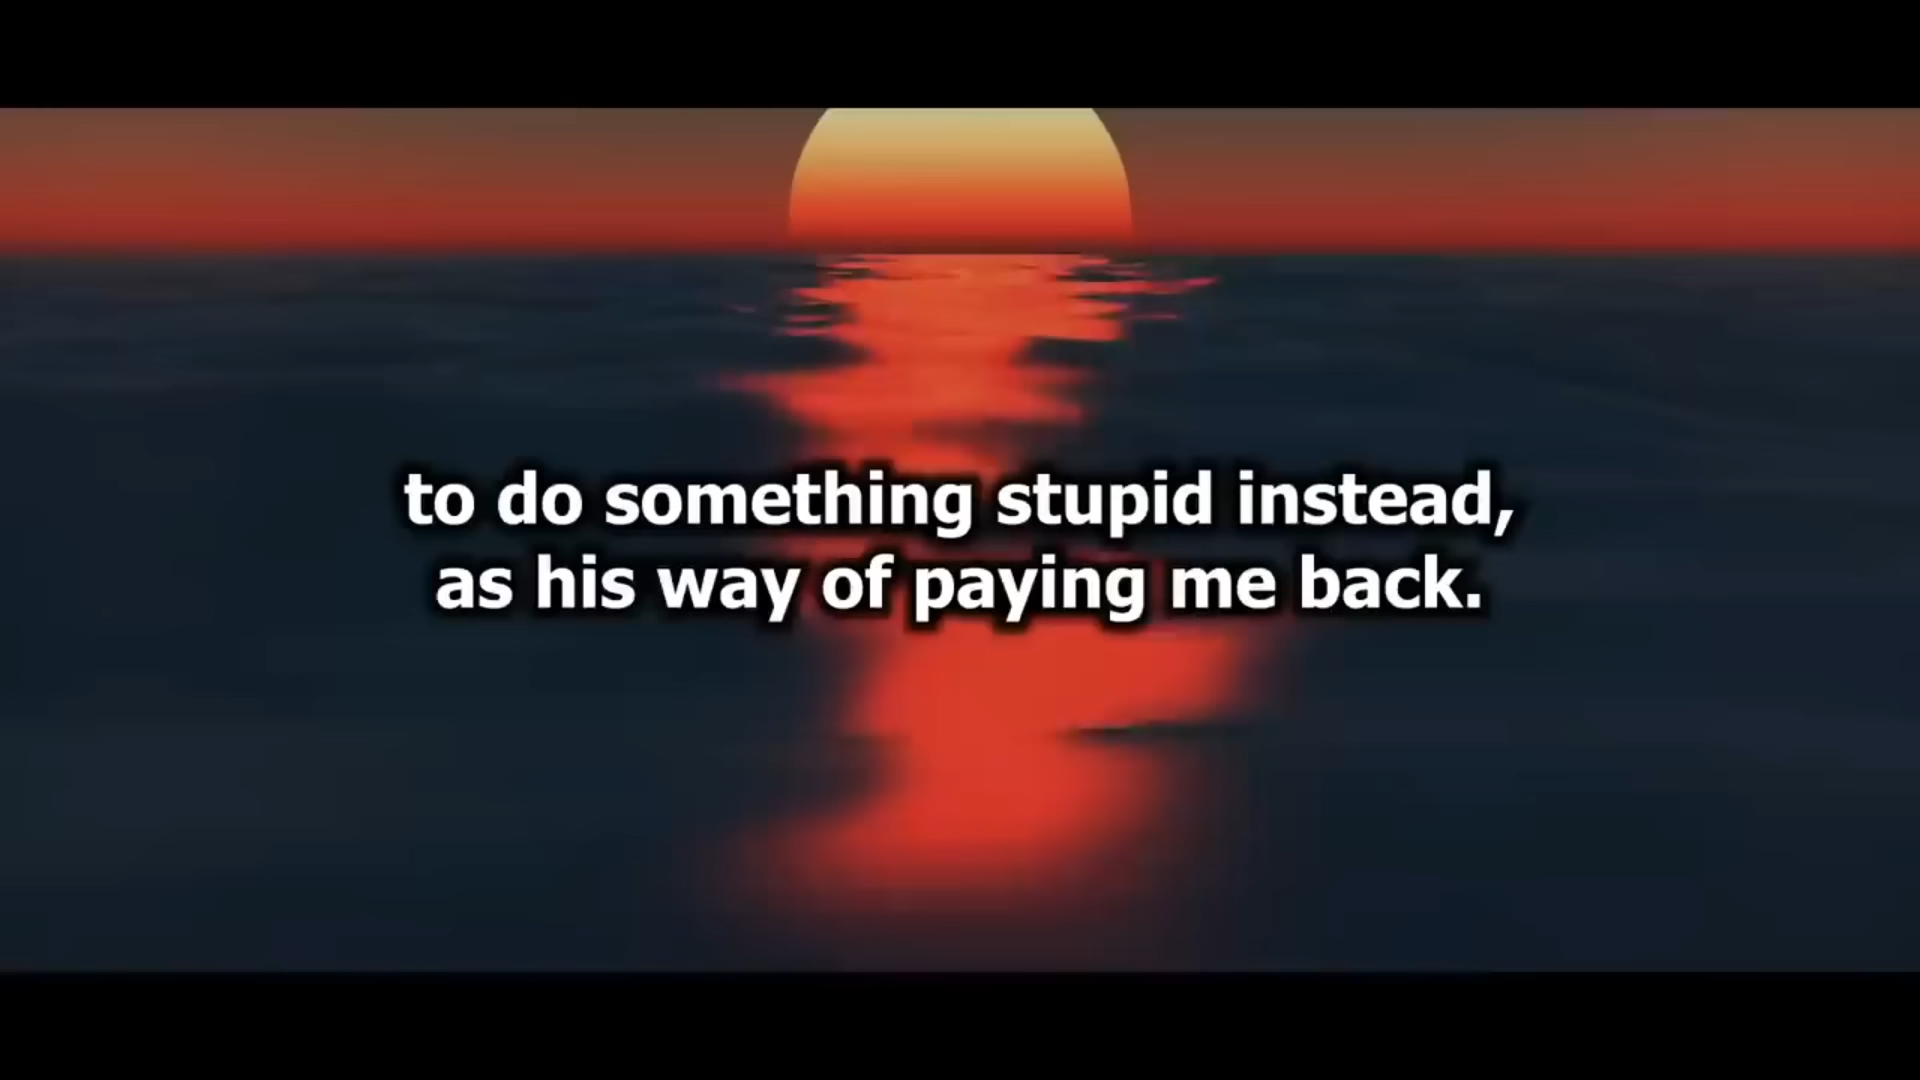 to do something stupid instead,
as his way of paying me back.